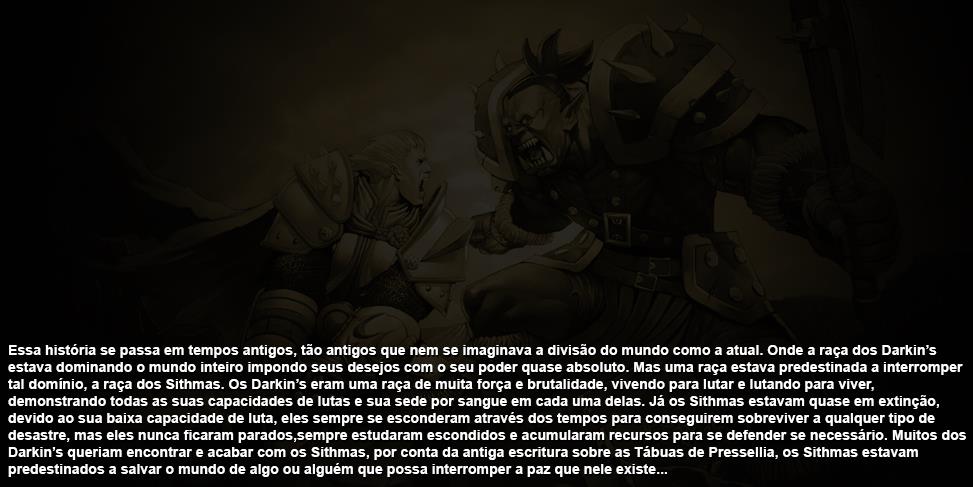 Essa história se passa em tempos antigos, tão antigos que nem se imaginava a divisão do mundo como a atual. Onde a raça dos Darkin’s
estava dominando o mundo inteiro impondo seus desejos com o seu poder quase absoluto. Mas uma raça estava predestinada a interromper
tal domínio, a raça dos Sithmas. Os Darkin’s eram uma raça de muita força e brutalidade, vivendo para lutar e lutando para viver,
demonstrando todas as suas capacidades de lutas e sua sede por sangue em cada uma delas. Já os Sithmas estavam quase em extinção,
devido ao sua baixa capacidade de luta, eles sempre se esconderam através dos tempos para conseguirem sobreviver a qualquer tipo de
desastre, mas eles nunca ficaram parados,sempre estudaram escondidos e acumularam recursos para se defender se necessário. Muitos dos
Darkin’s queriam encontrar e acabar com os Sithmas, por conta da antiga escritura sobre as Tábuas de Pressellia, os Sithmas estavam
predestinados a salvar o mundo de algo ou alguém que possa interromper a paz que nele existe...